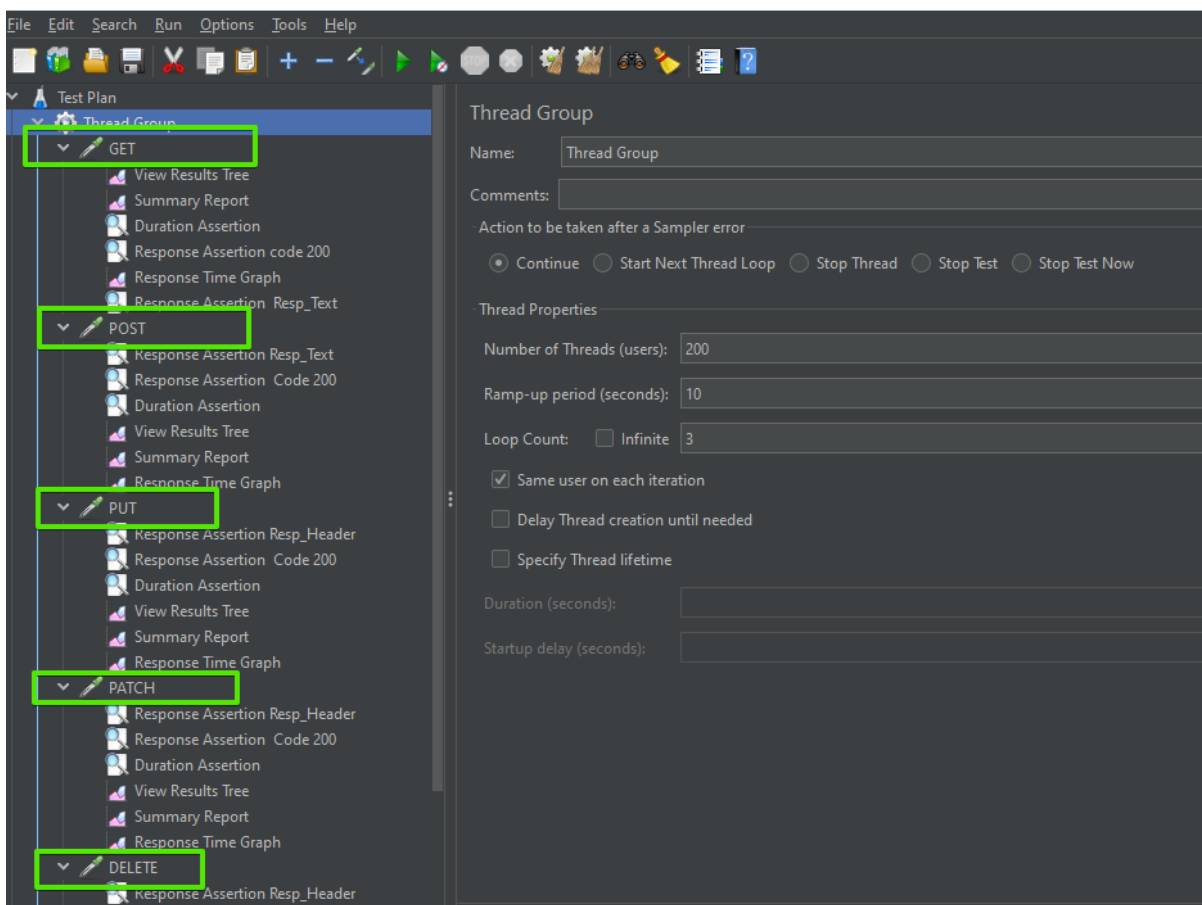 File Edit Search Run Options Tools Help
STOP
?
Test Plan
Thread Group
GET
View Results Tree
Summary Report
Duration Assertion
Response Assertion code 200
Response Time Graph
Response Assertion Resp_Text
POST
Response Assertion Resp_Text
Response Assertion Code 200
Duration Assertion
View Results Tree
Summary Report
Response Time Graph
PUT
Response Assertion Resp_Header
Response Assertion Code 200
Duration Assertion
View Results Tree
Summary Report
Response Time Graph
PATCH
Response Assertion Resp_Header
Response Assertion Code 200
Duration Assertion
View Results Tree
Summary Report
Response Time Graph
DELETE
Response Assertion Resp_Header
Thread Group
Name: Thread Group
Comments:
Action to be taken after a Sampler error
Continue Start Next Thread Loop Stop Thread Stop Test Stop Test Now
Thread Properties
Number of Threads (users): 200
Ramp-up period (seconds): 10
Loop Count: Infinite 3
Same user on each iteration
Delay Thread creation until needed
Specify Thread lifetime
Duration (seconds):
Startup delay (seconds):